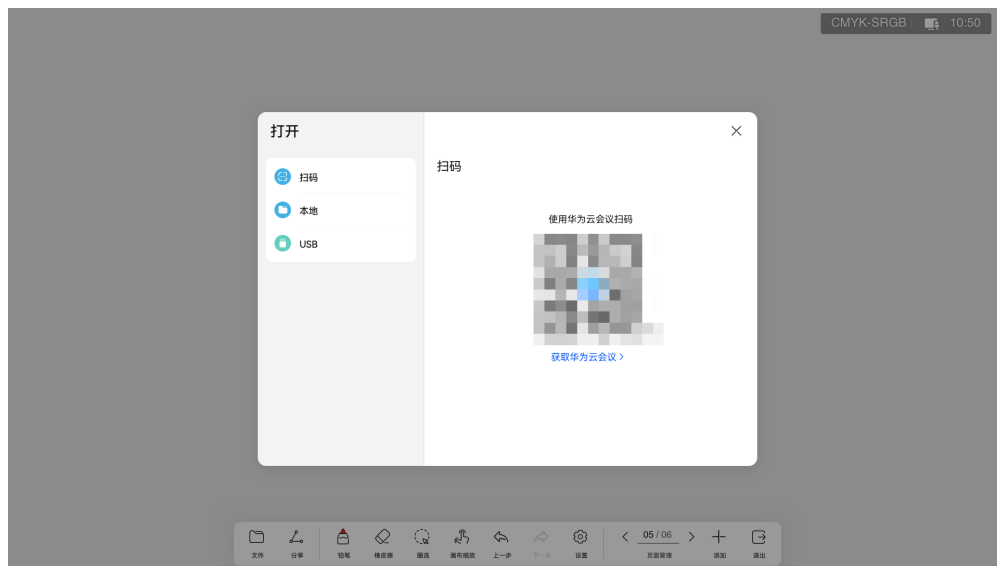 CMYK-SRGB 10:50
打开
扫码
本地
USB
扫码
使用华为云会议扫码
获取华为云会议
文件 分享 铅笔 橡皮擦 圈选 画布缩放 上一步 下一步 设置 05 / 06 页面管理 添加 退出